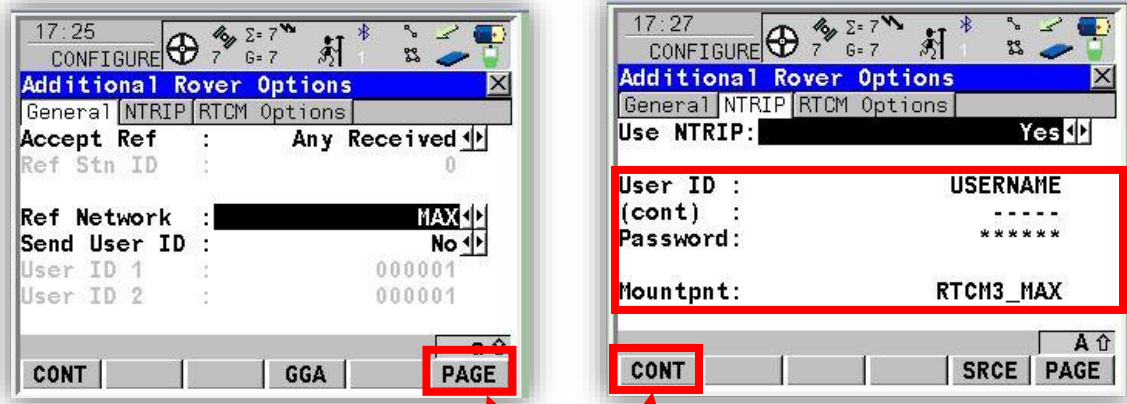 17:25
CONFIGURE
7
Σ= 7
G= 7
1
Additional Rover Options
General NTRIP RTCM Options
Accept Ref : Any Received
Ref Stn ID : 0
Ref Network : MAX
Send User ID : No
User ID 1 : 000001
User ID 2 : 000001
CONT GGA PAGE
17:27
CONFIGURE
7
Σ= 7
G= 7
1
Additional Rover Options
General NTRIP RTCM Options
Use NTRIP: Yes
User ID : USERNAME
(cont) : -----
Password: ******
Mountpnt: RTCM3_MAX
A
CONT SRCE PAGE